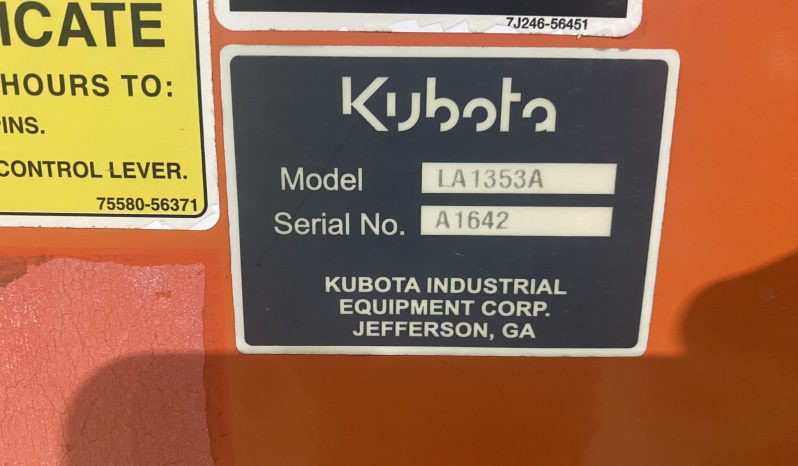 ICATE
HOURS TO:
PINS.
CONTROL LEVER.
75580-56371
7J246-56451
Kubota
Model LA1353A
Serial No. A1642
KUBOTA INDUSTRIAL
EQUIPMENT CORP.
JEFFERSON, GA